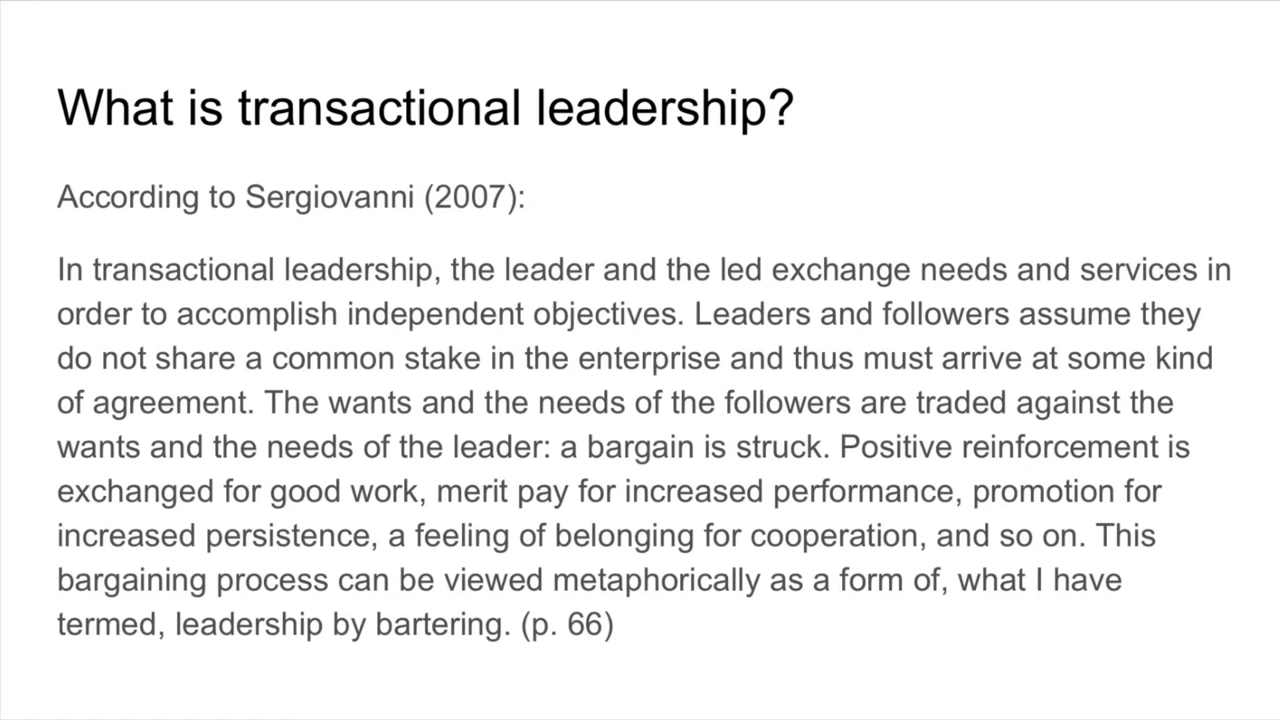 What is transactional leadership?
According to Sergiovanni (2007):
In transactional leadership, the leader and the led exchange needs and services in
order to accomplish independent objectives. Leaders and followers assume they
do not share a common stake in the enterprise and thus must arrive at some kind
of agreement. The wants and the needs of the followers are traded against the
wants and the needs of the leader: a bargain is struck. Positive reinforcement is
exchanged for good work, merit pay for increased performance, promotion for
increased persistence, a feeling of belonging for cooperation, and so on. This
bargaining process can be viewed metaphorically as a form of, what I have
termed, leadership by bartering. (p. 66)